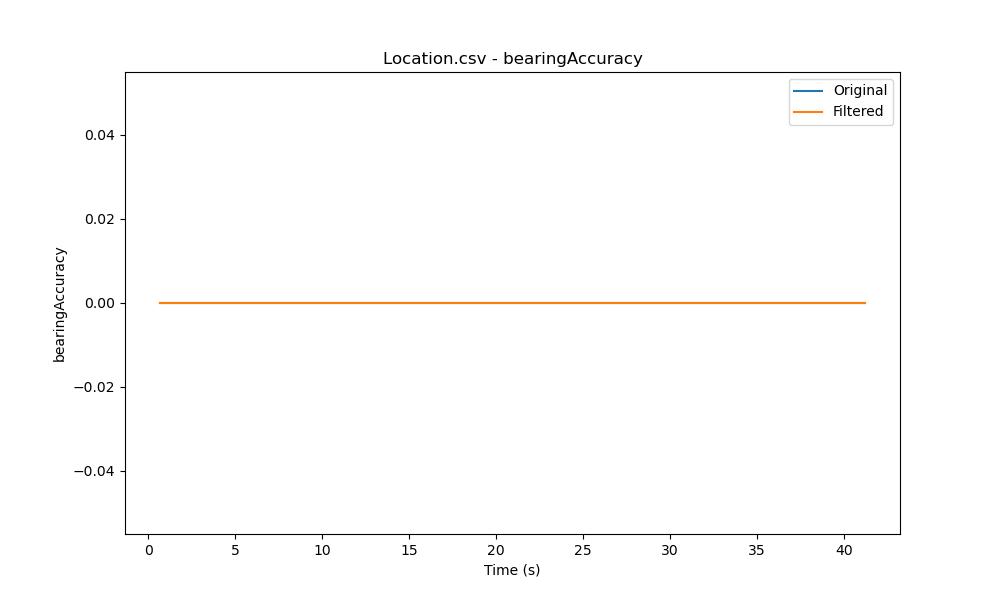 Location.csv - bearingAccuracy
Original
Filtered
0.04
0.02
0.00
−0.02
−0.04
bearingAccuracy
0 5 10 15 20 25 30 35 40
Time (s)